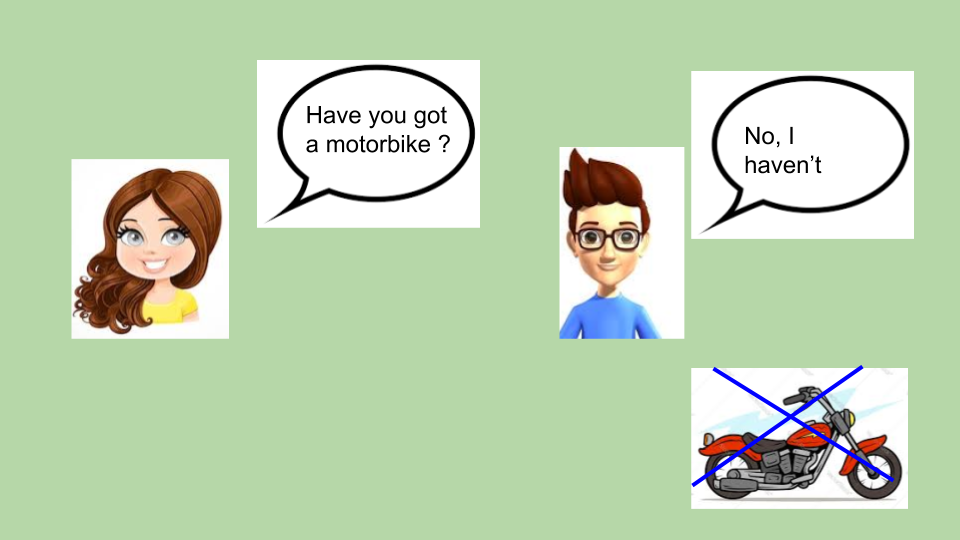 Have you got
a motorbike ?
No, I
haven’t